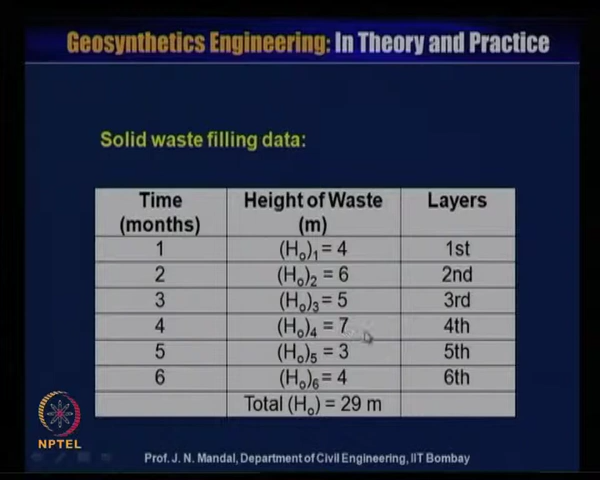 Geosynthetics Engineering: In Theory and Practice
Solid waste filling data:
Time (months) Height of Waste (m) Layers
1 (Ho)1 = 4 1st
2 (Ho)2 = 6 2nd
3 (Ho)3 = 5 3rd
4 (Ho)4 = 7 4th
5 (Ho)5 = 3 5th
6 (Ho)6 = 4 6th
Total (Ho) = 29 m
NPTEL
Prof. J. N. Mandal, Department of Civil Engineering, IIT Bombay